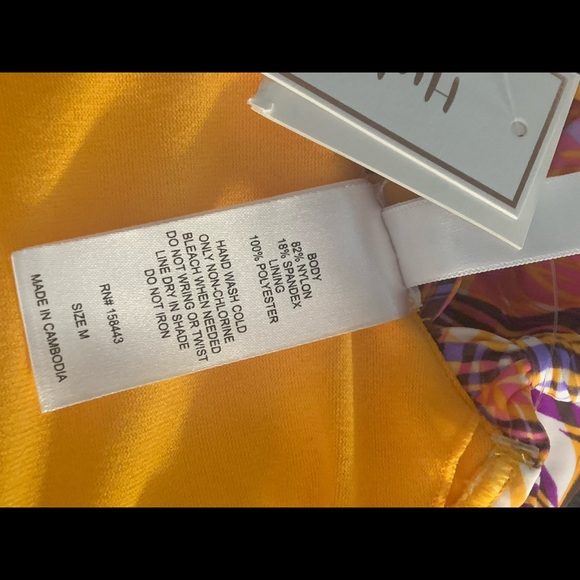 BODY
82% NYLON
18% SPANDEX
LINING
100% POLYESTER
HAND WASH COLD
ONLY NON-CHLORINE
BLEACH WHEN NEEDED
DO NOT WRING OR TWIST
LINE DRY IN SHADE
DO NOT IRON
RN# 158443
SIZE M
MADE IN CAMBODIA